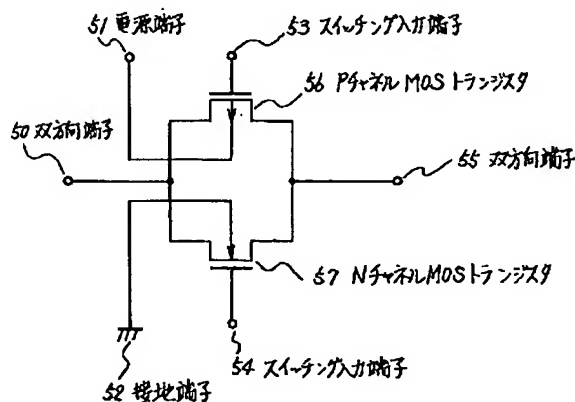 51 電源端子
53 スイッチング入力端子
56 PチャネルMOSトランジスタ
50 双方向端子
55 双方向端子
57 NチャネルMOSトランジスタ
54 スイッチング入力端子
52 接地端子